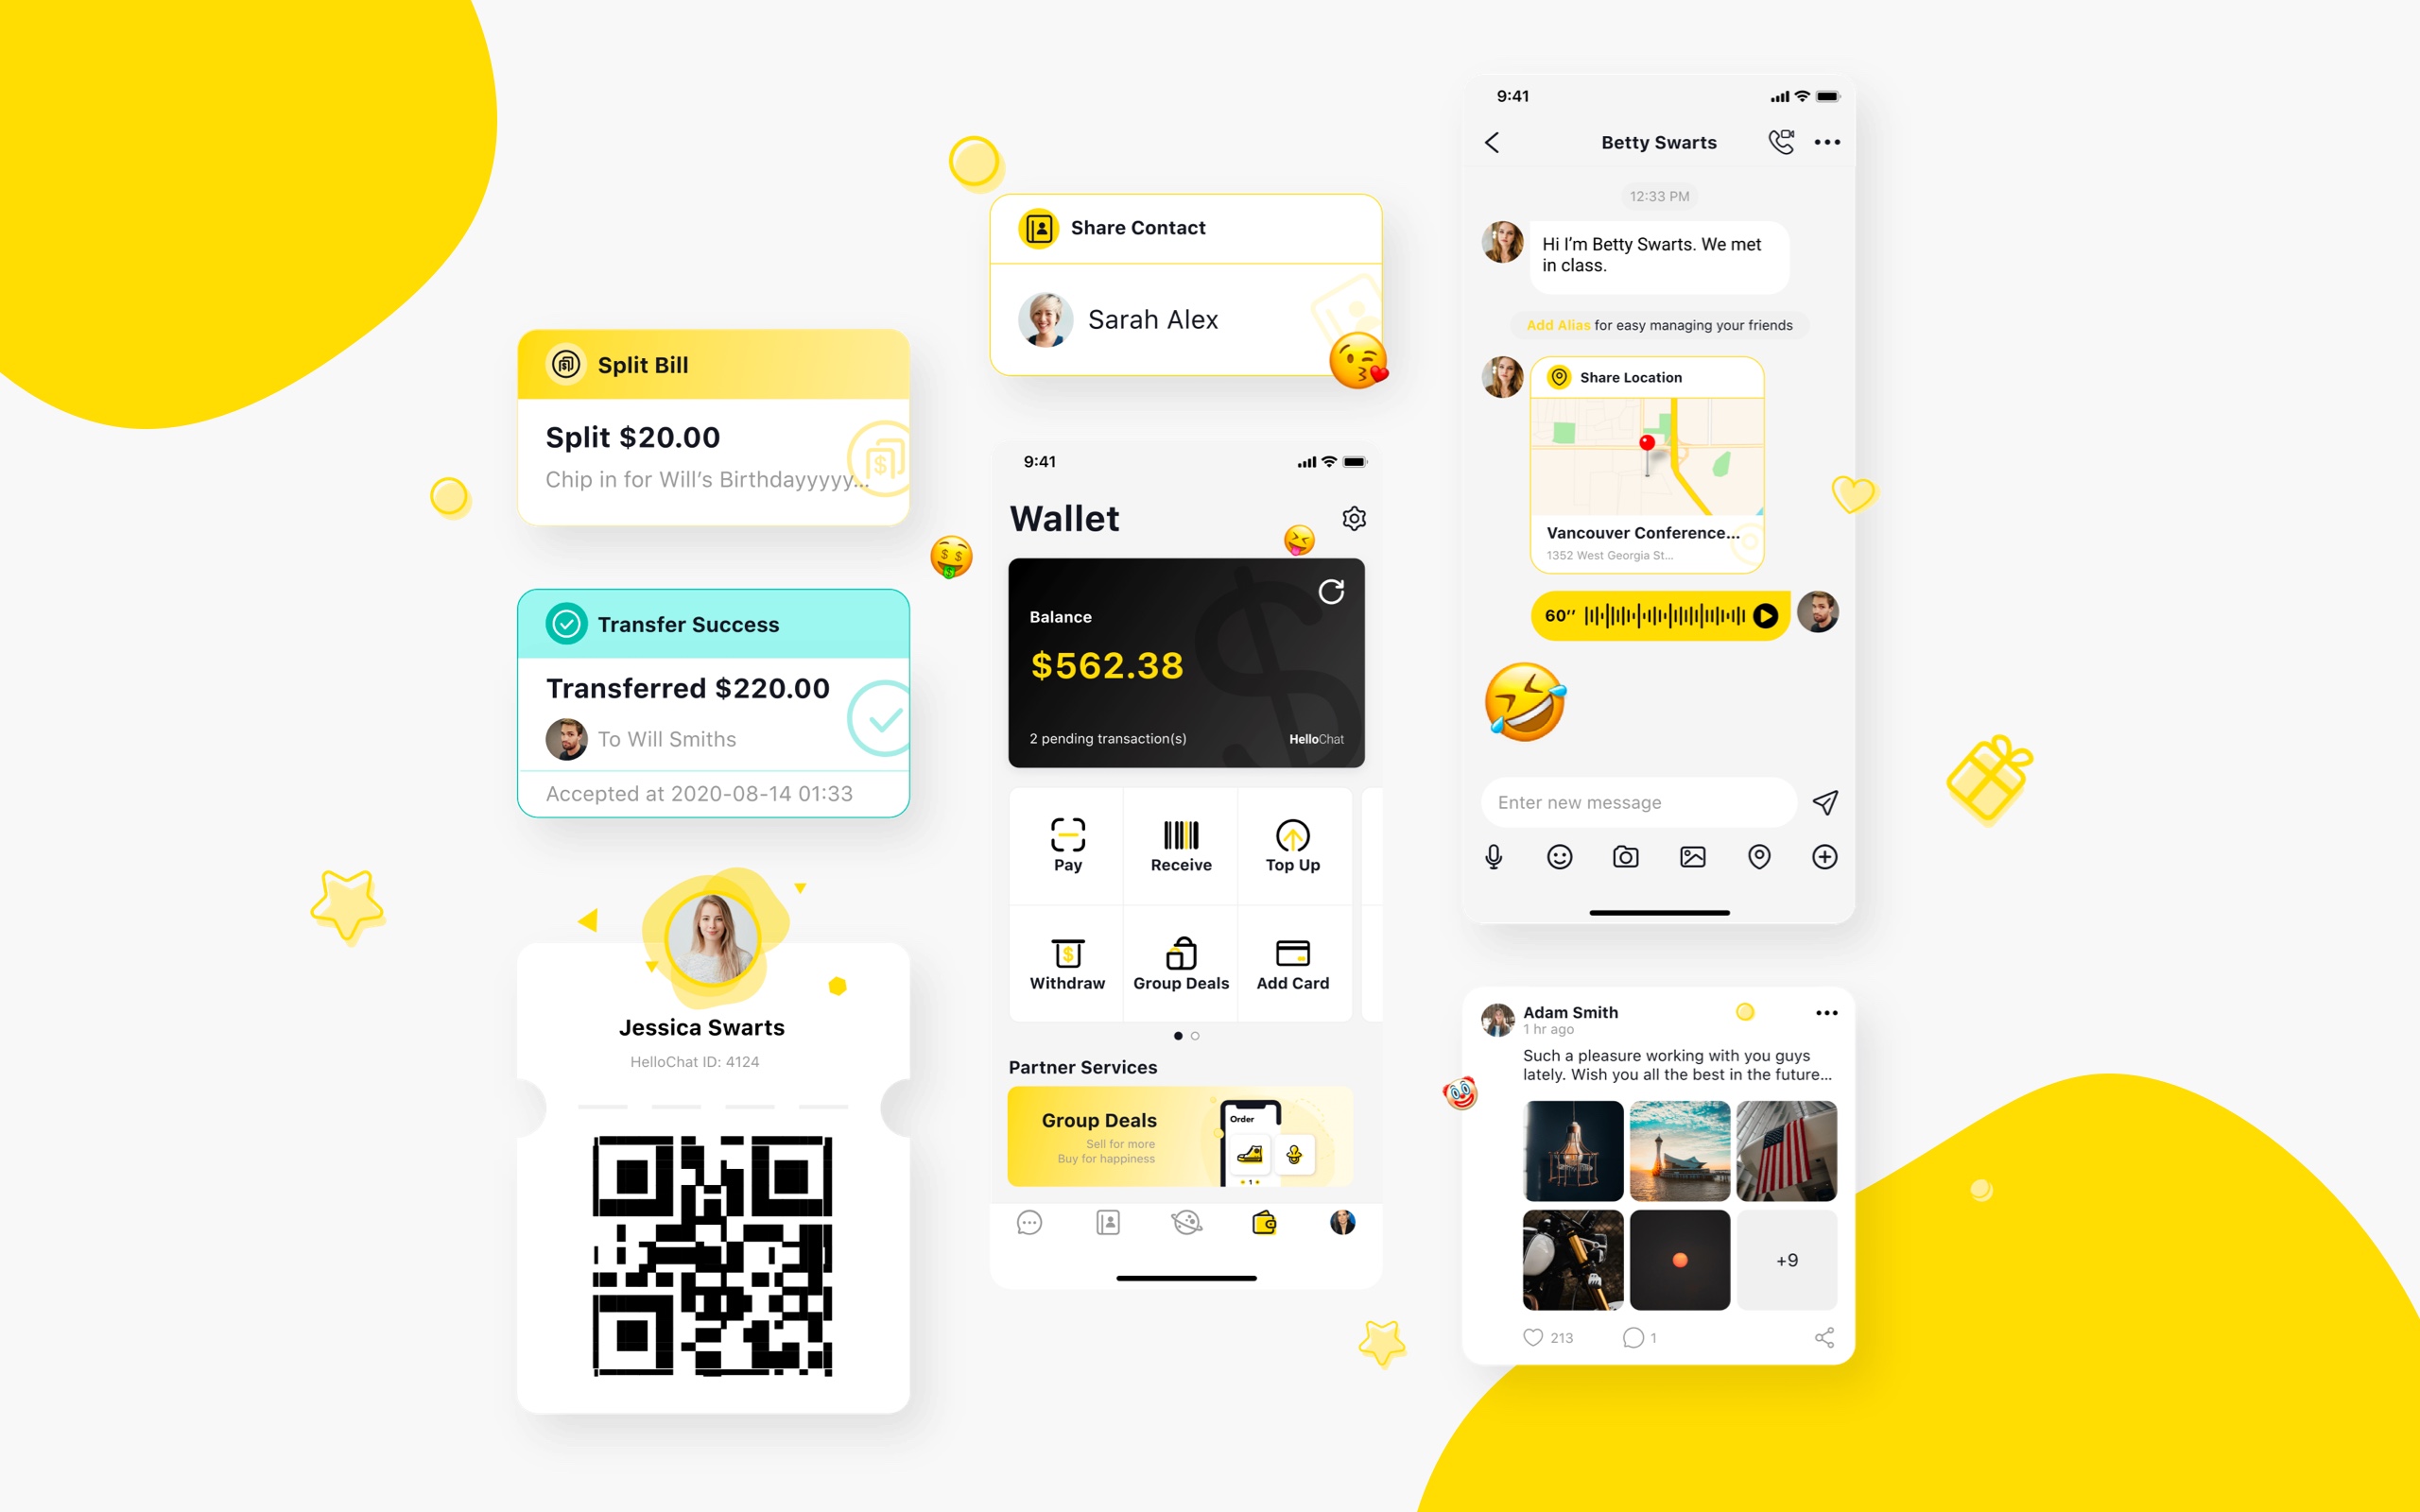 Split Bill
Split $20.00
Chip in for Will’s Birthdayyyyy...
Transfer Success
Transferred $220.00
To Will Smiths
Accepted at 2020-08-14 01:33
Jessica Swarts
HelloChat ID: 4124
Share Contact
Sarah Alex
9:41
Wallet
Balance
$562.38
2 pending transaction(s)
HelloChat
Pay
Receive
Top Up
Withdraw
Group Deals
Add Card
Partner Services
Group Deals
Sell for more
Buy for happiness
Order
1
9:41
Betty Swarts
12:33 PM
Hi I’m Betty Swarts. We met
in class.
Add Alias for easy managing your friends
Share Location
Vancouver Conference...
1352 West Georgia St...
60’’
Enter new message
Adam Smith
1 hr ago
Such a pleasure working with you guys
lately. Wish you all the best in the future...
+9
213
1